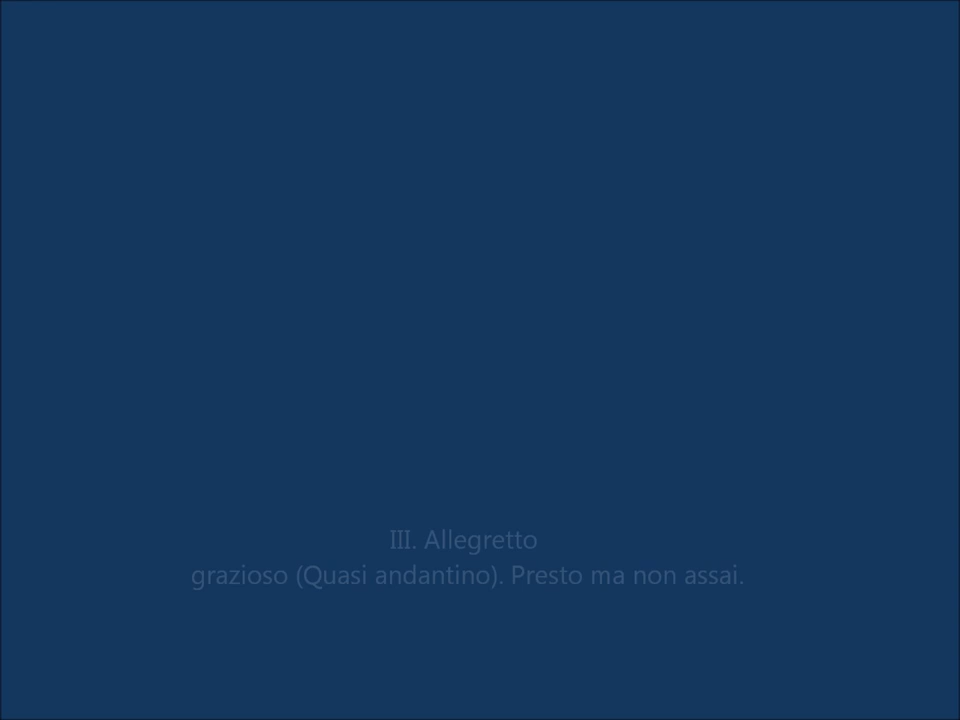 III. Allegretto
grazioso (Quasi andantino). Presto ma non assai.